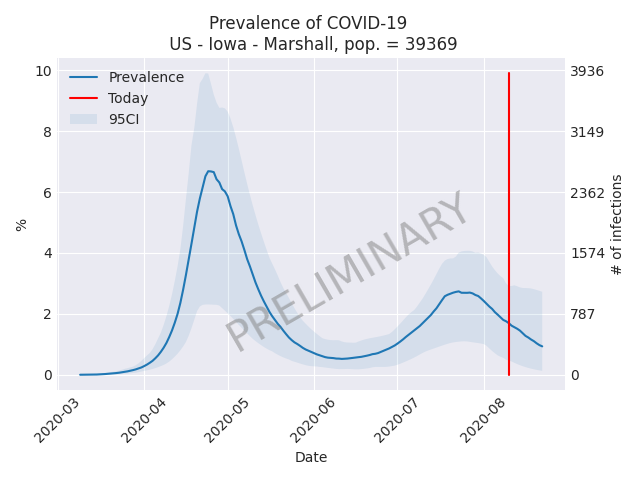 Prevalence of COVID-19
US - Iowa - Marshall, pop. = 39369
10
8
6
4
2
0
%
Prevalence
Today
95CI
PRELIMINARY
3936
3149
2362
1574
787
0
# of infections
2020-03
2020-04
2020-05
2020-06
2020-07
2020-08
Date